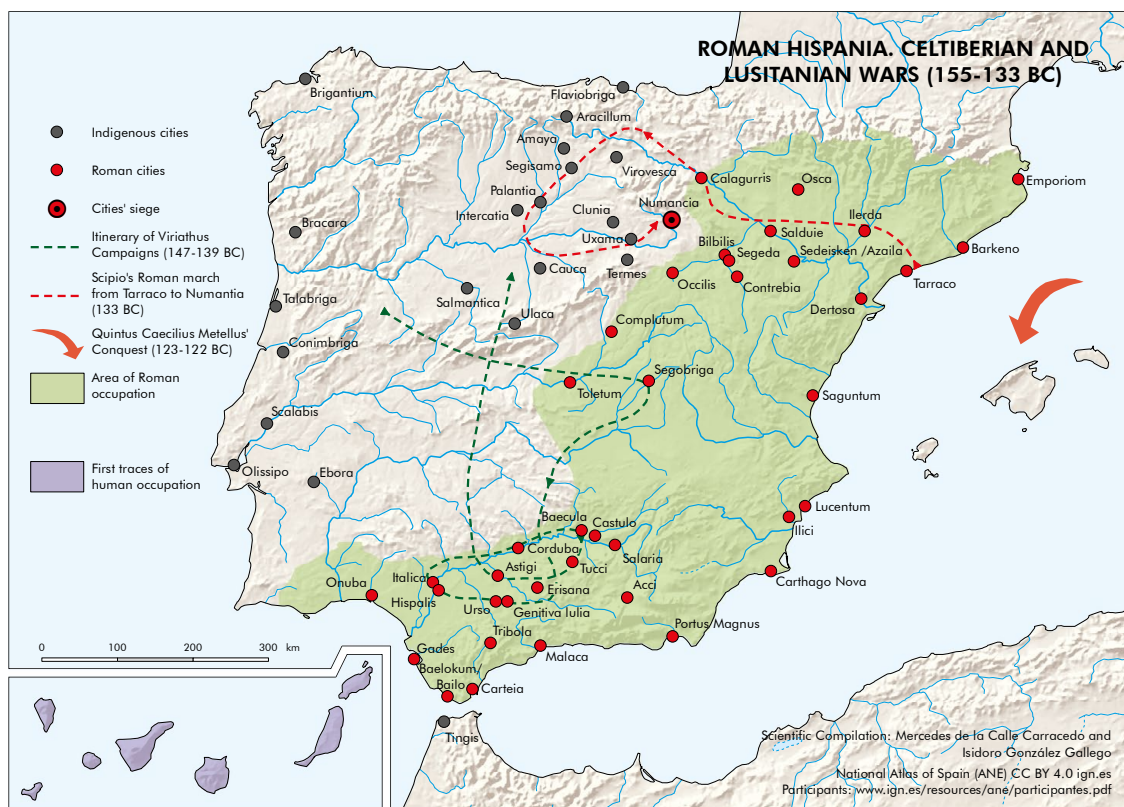 ROMAN HISPANIA. CELTIBERIAN AND
LUSITANIAN WARS (155-133 BC)
Indigenous cities
Roman cities
Cities' siege
Itinerary of Viriathus
Campaigns (147-139 BC)
Scipio's Roman march
from Tarraco to Numantia
(133 BC)
Quintus Caecilius Metellus'
Conquest (123-122 BC)
Area of Roman
occupation
First traces of
human occupation
Brigantium
Flaviobriga
Aracillum
Amaya
Segisamo
Virovesca
Palantia
Intercatia
Clunia
Uxama
Numancia
Calagurris
Osca
Emporiom
Bracara
Ilerda
Salduie
Bilbilis
Segeda
Sedeisken /Azaila
Barkeno
Cauca
Termes
Occilis
Contrebia
Tarraco
Talabriga
Salmantica
Ulaca
Complutum
Dertosa
Conimbriga
Toletum
Segobriga
Saguntum
Scalabis
Olissipo
Ebora
Lucentum
Ilici
Baecula
Castulo
Corduba
Salaria
Astigi
Tucci
Carthago Nova
Onuba
Italica
Hispalis
Erisana
Acci
Urso
Genitiva Iulia
Tribola
Portus Magnus
Malaca
Gades
Baelokum/
Bailo
Carteia
Tingis
0
100
200
300
km
Scientific Compilation: Mercedes de la Calle Carracedo and
Isidoro González Gallego
National Atlas of Spain (ANE) CC BY 4.0 ign.es
Participants: www.ign.es/resources/ane/participantes.pdf